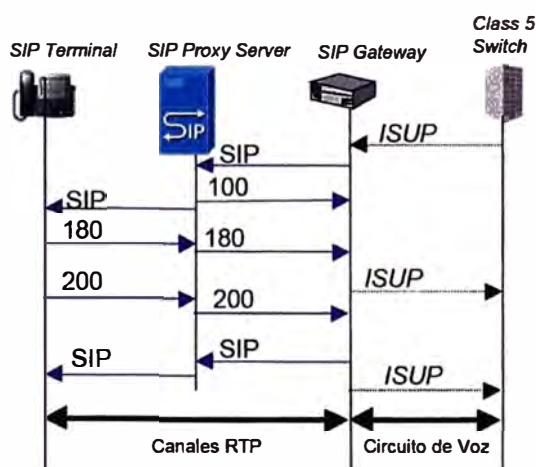 Class 5
Switch
SIP Terminal
SIP Proxy Server
SIP Gateway
SIP
ISUP
SIP
100
SIP
180
180
200
ISUP
200
SIP
SIP
ISUP
Canales RTP
Circuito de Voz